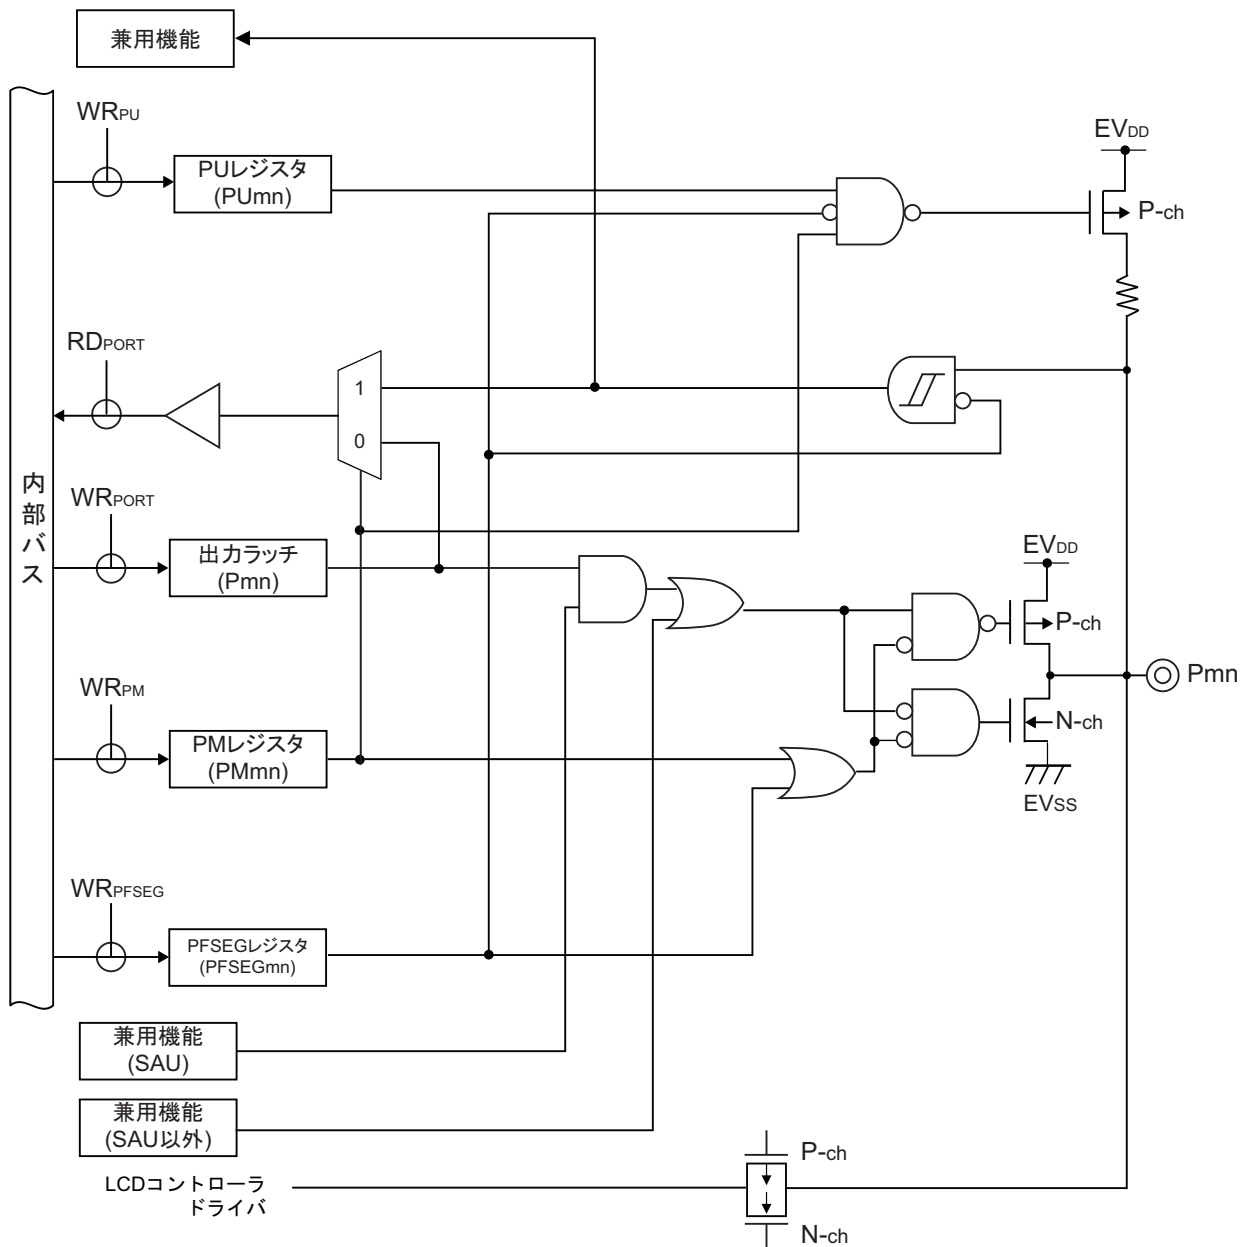 兼用機能
WRPU
EVDD
PUレジスタ
(PUmn)
P-ch
RDPORT
1
0
内部バス
WRPORT
出力ラッチ
(Pmn)
EVDD
P-ch
Pmn
WRPM
N-ch
PMレジスタ
(PMmn)
EVSS
WRPFSEG
PFSEGレジスタ
(PFSEGmn)
兼用機能
(SAU)
兼用機能
(SAU以外)
P-ch
LCDコントローラ
ドライバ
N-ch